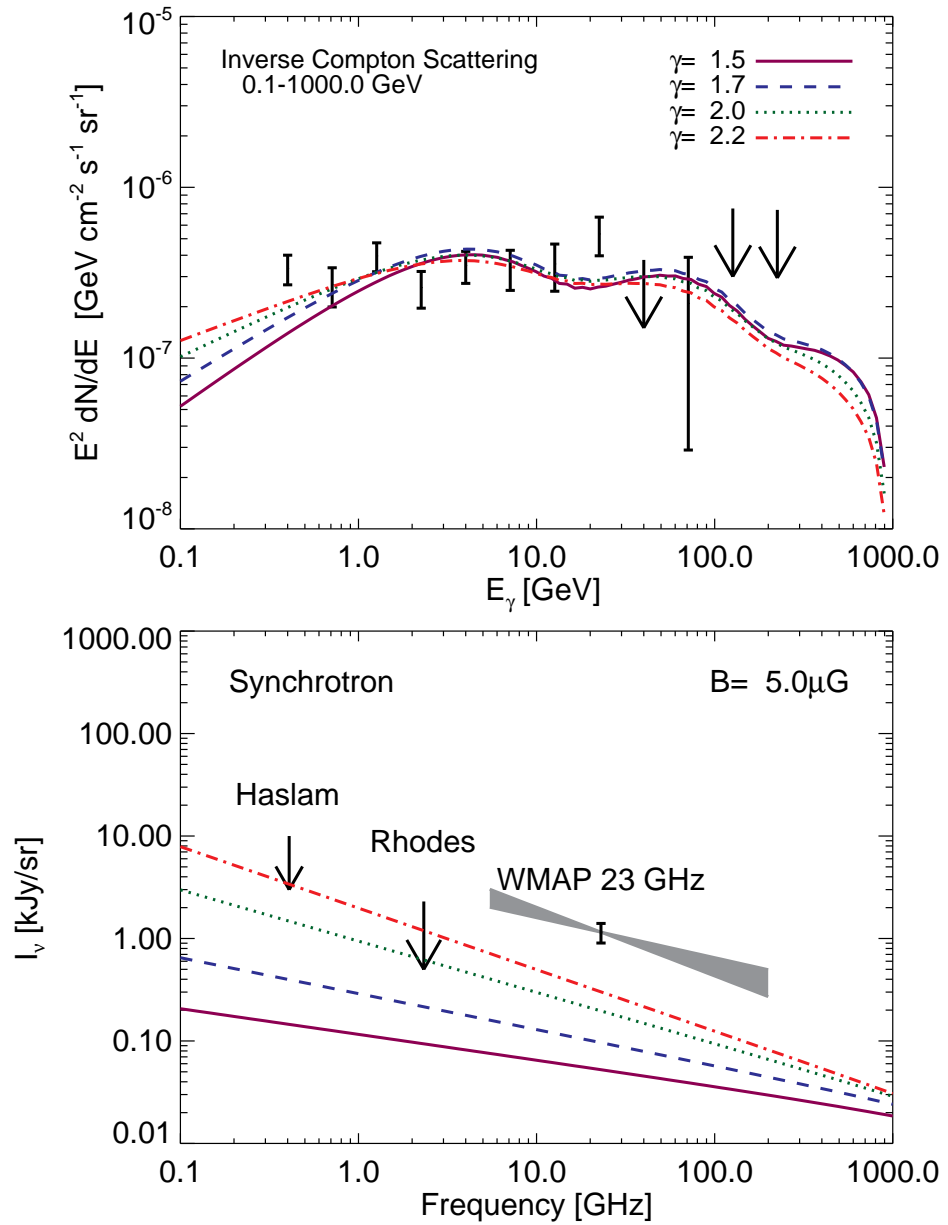 Inverse Compton Scattering
0.1-1000.0 GeV
γ= 1.5
γ= 1.7
γ= 2.0
γ= 2.2
10⁻⁵
10⁻⁶
10⁻⁷
10⁻⁸
E² dN/dE [GeV cm⁻² s⁻¹ sr⁻¹]
0.1 1.0 10.0 100.0 1000.0
E_γ [GeV]
Synchrotron
B= 5.0μG
Haslam
Rhodes
WMAP 23 GHz
1000.00
100.00
10.00
1.00
0.10
0.01
I_ν [kJy/sr]
0.1 1.0 10.0 100.0 1000.0
Frequency [GHz]